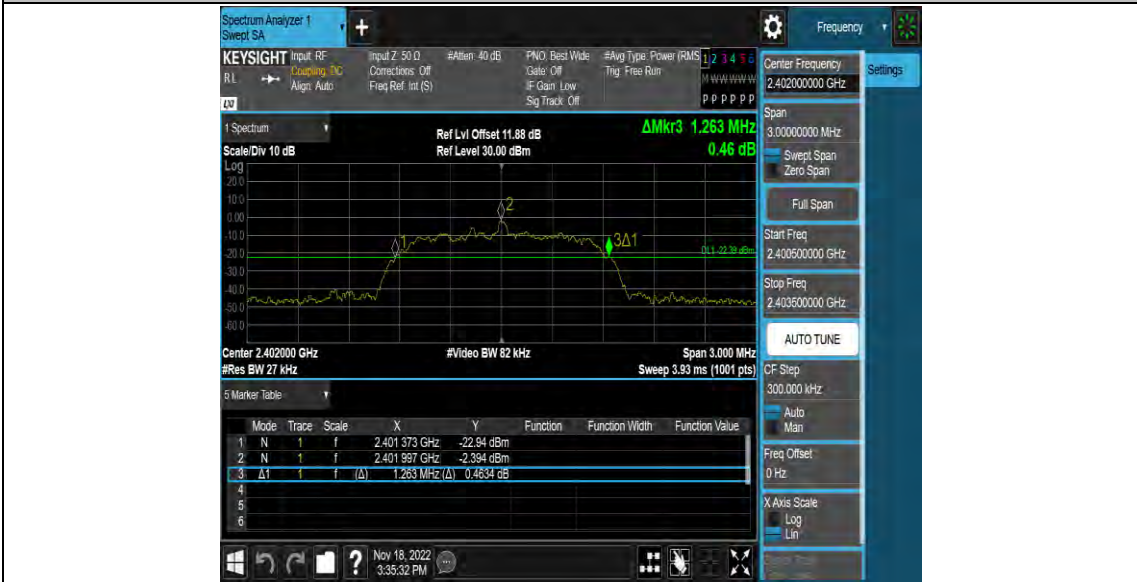 Spectrum Analyzer 1
Swept SA
+
Frequency
KEYSIGHT Input: RF
R L
Coupling: DC
Align: Auto
LXI
Input Z: 50 Ω
Corrections: Off
Freq Ref: Int (S)
#Atten: 40 dB
PNO: Best Wide
Gate: Off
IF Gain: Low
Sig Track: Off
#Avg Type: Power (RMS
Trig: Free Run
1 2 3 4 5 6
M W W W W W
P P P P P P
Center Frequency
2.402000000 GHz
Settings
Span
3.00000000 MHz
Swept Span
Zero Span
Full Span
Start Freq
2.400500000 GHz
Stop Freq
2.403500000 GHz
AUTO TUNE
CF Step
300.000 kHz
Auto
Man
Freq Offset
0 Hz
X Axis Scale
Log
Lin
1 Spectrum
Scale/Div 10 dB
Ref Lvl Offset 11.88 dB
Ref Level 30.00 dBm
ΔMkr3 1.263 MHz
0.46 dB
Log
20.0
10.0
0.00
-10.0
-20.0
-30.0
-40.0
-50.0
-60.0
1
2
3Δ1
DL1 -22.39 dBm
Center 2.402000 GHz
#Video BW 82 kHz
Span 3.000 MHz
#Res BW 27 kHz
Sweep 3.93 ms (1001 pts)
5 Marker Table
Mode Trace Scale X Y Function Function Width Function Value
1 N 1 f 2.401 373 GHz -22.94 dBm
2 N 1 f 2.401 997 GHz -2.394 dBm
3 Δ1 1 f (Δ) 1.263 MHz (Δ) 0.4634 dB
4
5
6
? Nov 18, 2022
3:35:32 PM